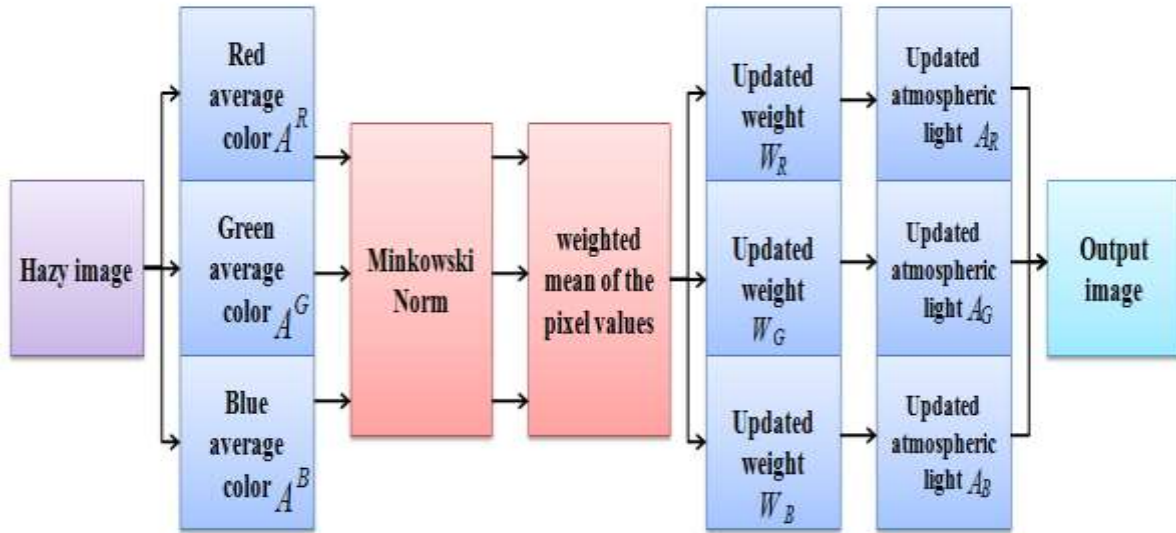 Hazy image
Red
average
color A^R
Green
average
color A^G
Blue
average
color A^B
Minkowski
Norm
weighted
mean of the
pixel values
Updated
weight
W_R
Updated
weight
W_G
Updated
weight
W_B
Updated
atmospheric
light A_R
Updated
atmospheric
light A_G
Updated
atmospheric
light A_B
Output
image